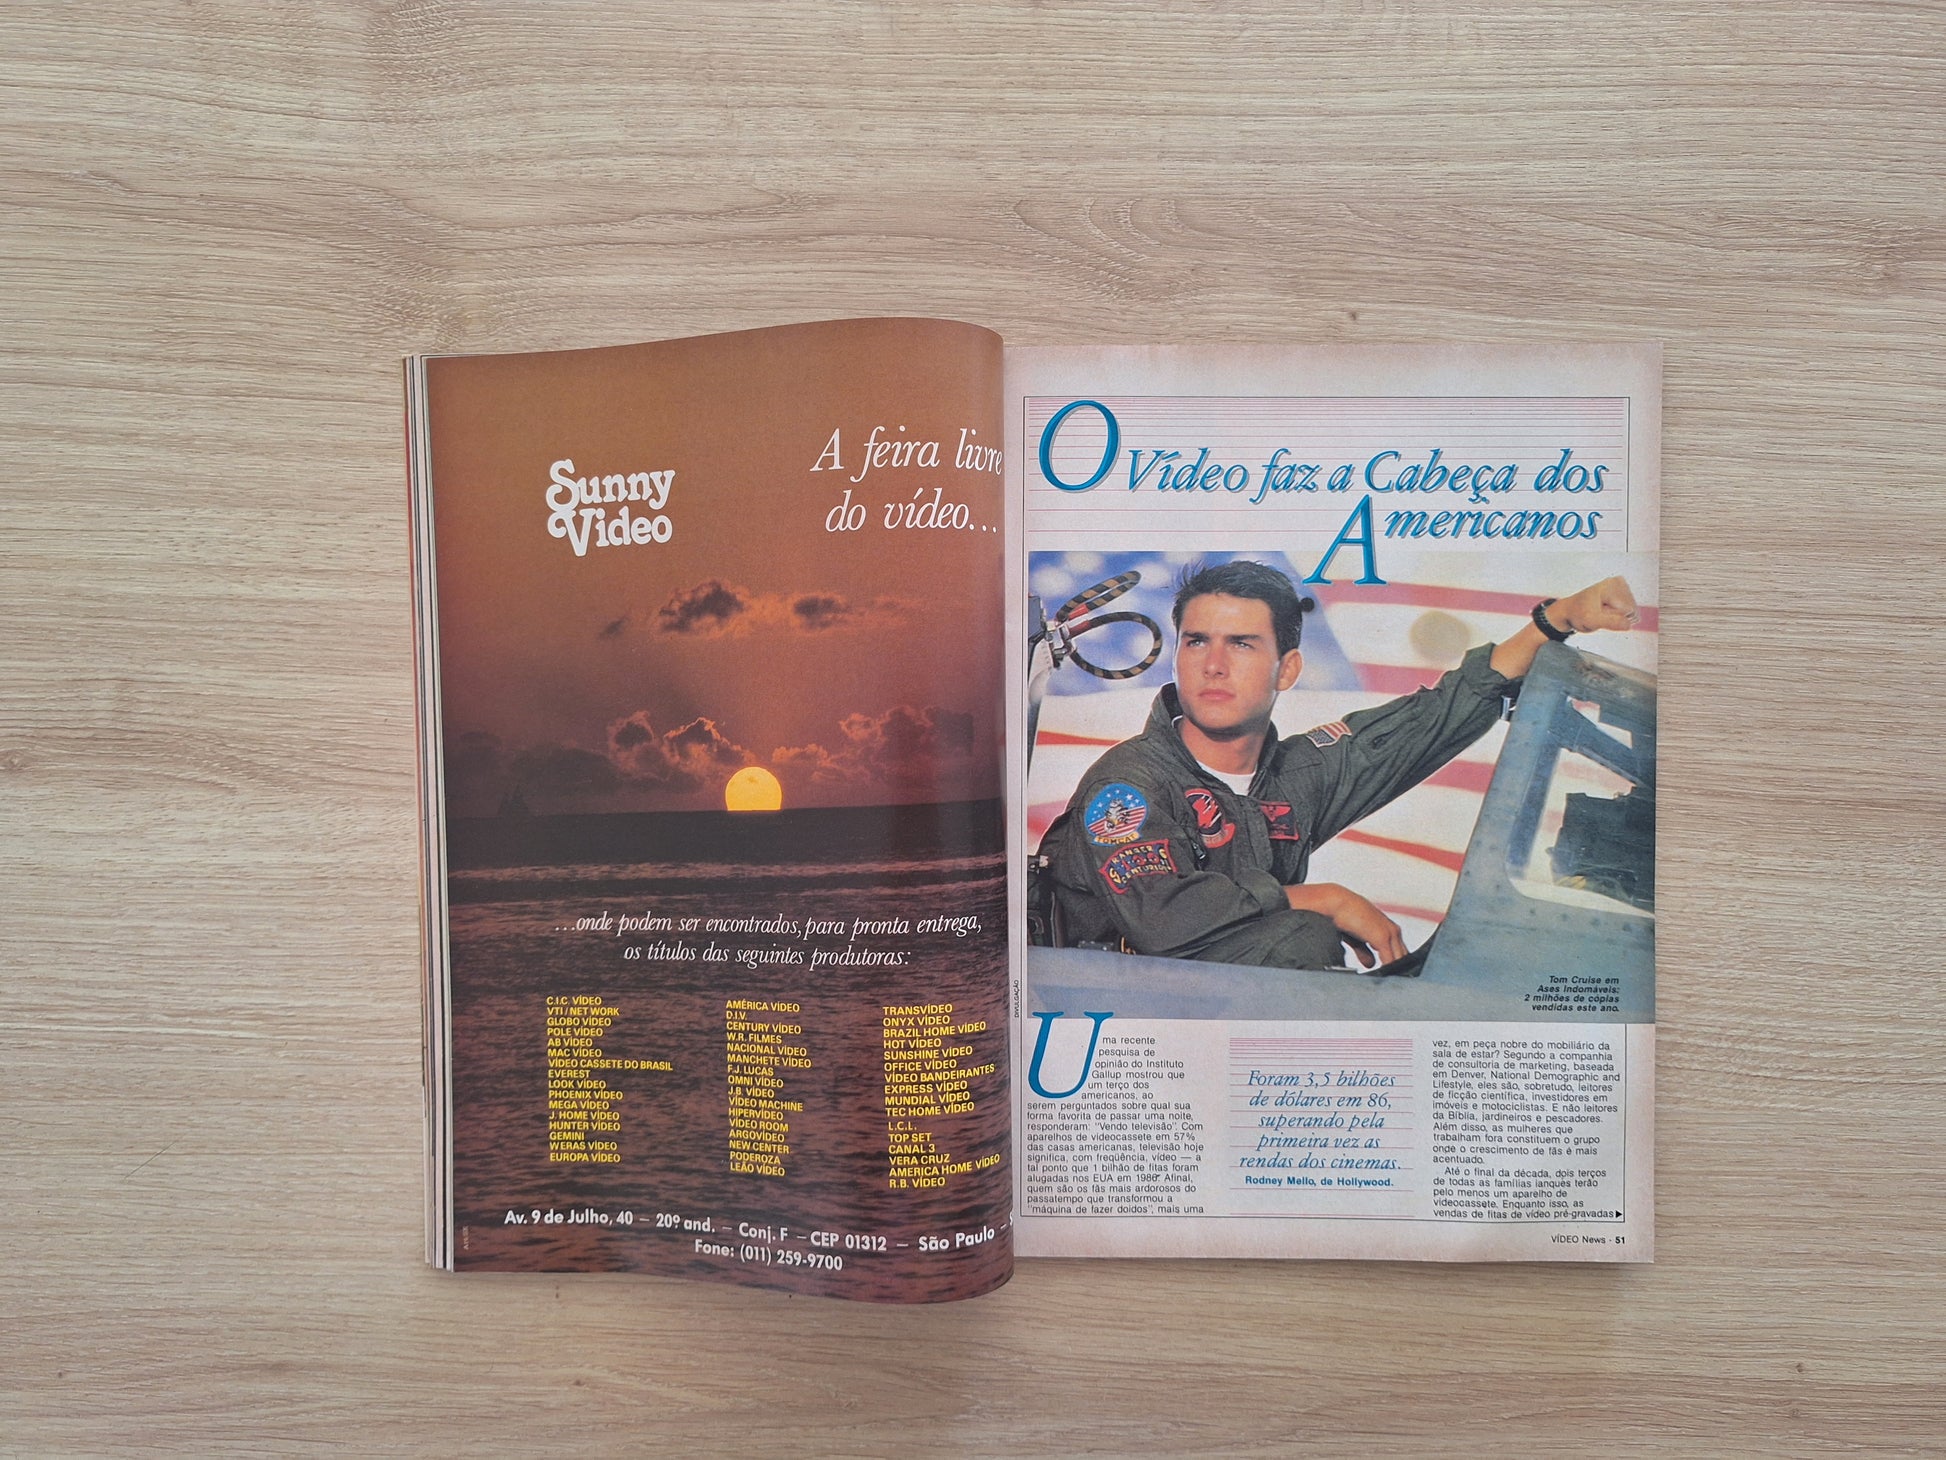 Sunny
Video
A feira livre
do vídeo...
...onde podem ser encontrados, para pronta entrega,
os títulos das seguintes produtoras:
C.I.C. VÍDEO
VTI / NET WORK
GLOBO VÍDEO
POLE VÍDEO
AB VÍDEO
MAC VÍDEO
VÍDEO CASSETE DO BRASIL
EVEREST
LOOK VÍDEO
PHOENIX VÍDEO
MEGA VÍDEO
J. HOME VÍDEO
HUNTER VÍDEO
GEMINI
WERAS VÍDEO
EUROPA VÍDEO
AMÉRICA VÍDEO
D.I.V.
CENTURY VÍDEO
W.R. FILMES
NACIONAL VÍDEO
MANCHETE VÍDEO
F.J. LUCAS
OMNI VÍDEO
J.B. VÍDEO
VÍDEO MACHINE
HIPERVÍDEO
VÍDEO ROOM
ARGOVÍDEO
NEW CENTER
PODEROZA
LEÃO VÍDEO
TRANSVÍDEO
ONYX VÍDEO
BRAZIL HOME VÍDEO
HOT VÍDEO
SUNSHINE VÍDEO
OFFICE VÍDEO
VÍDEO BANDEIRANTES
EXPRESS VÍDEO
MUNDIAL VÍDEO
TEC HOME VÍDEO
L.C.L.
TOP SET
CANAL 3
VERA CRUZ
AMERICA HOME VÍDEO
R.B. VÍDEO
Av. 9 de Julho, 40 — 20º and. — Conj. F — CEP 01312 — São Paulo —
Fone: (011) 259-9700
O Vídeo faz a Cabeça dos
Americanos
TOMCAT
Tom Cruise em
Ases Indomáveis:
2 milhões de cópias
vendidas este ano.
DIVULGAÇÃO
Uma recente
pesquisa de
opinião do Instituto
Gallup mostrou que
um terço dos
americanos, ao
serem perguntados sobre qual sua
forma favorita de passar uma noite,
responderam: "Vendo televisão". Com
aparelhos de videocassete em 57%
das casas americanas, televisão hoje
significa, com freqüência, vídeo — a
tal ponto que 1 bilhão de fitas foram
alugadas nos EUA em 1986. Afinal,
quem são os fãs mais ardorosos do
passatempo que transformou a
"máquina de fazer doidos", mais uma
Foram 3,5 bilhões
de dólares em 86,
superando pela
primeira vez as
rendas dos cinemas.
Rodney Mello, de Hollywood.
vez, em peça nobre do mobiliário da
sala de estar? Segundo a companhia
de consultoria de marketing, baseada
em Denver, National Demographic and
Lifestyle, eles são, sobretudo, leitores
de ficção científica, investidores em
imóveis e motociclistas. E não leitores
da Bíblia, jardineiros e pescadores.
Além disso, as mulheres que
trabalham fora constituem o grupo
onde o crescimento de fãs é mais
acentuado.
Até o final da década, dois terços
de todas as famílias ianques terão
pelo menos um aparelho de
videocassete. Enquanto isso, as
vendas de fitas de vídeo pré-gravadas
VÍDEO News - 51